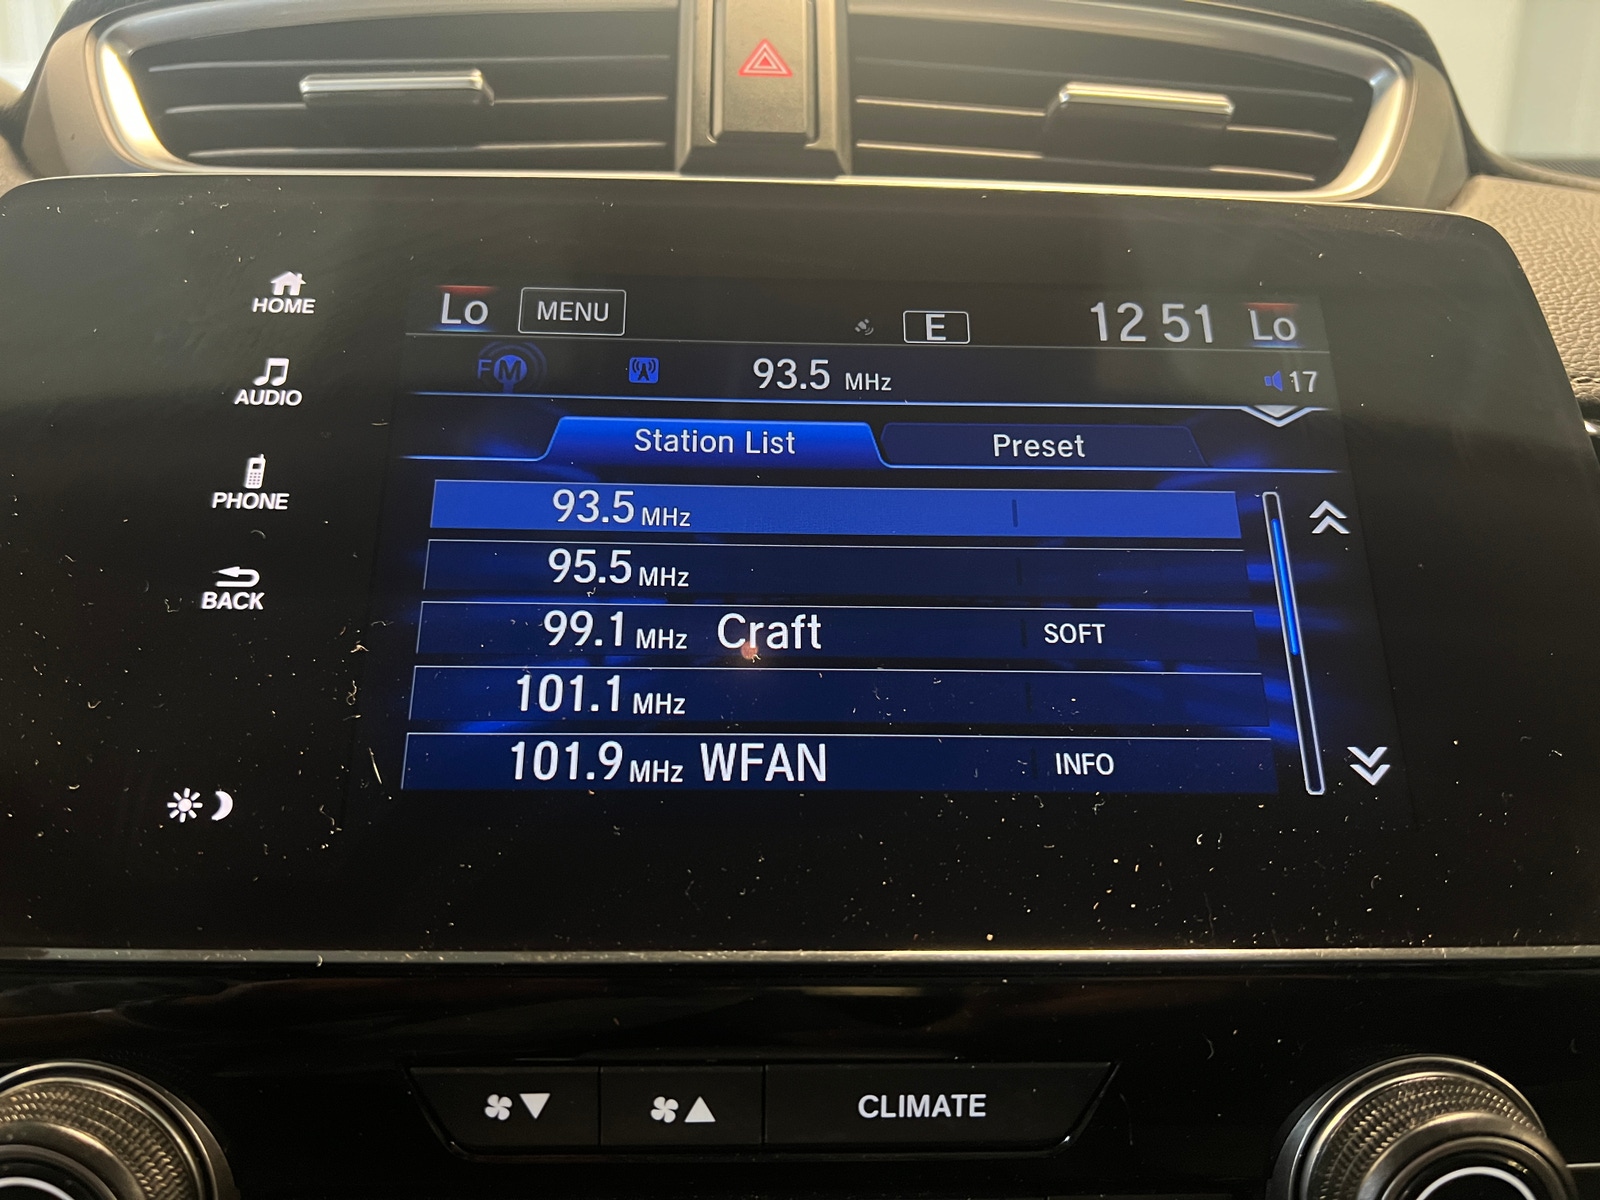 HOME
AUDIO
PHONE
BACK
Lo MENU E 12 51 Lo
FM 93.5 MHz 17
Station List Preset
93.5 MHz
95.5 MHz
99.1 MHz Craft SOFT
101.1 MHz
101.9 MHz WFAN INFO
CLIMATE